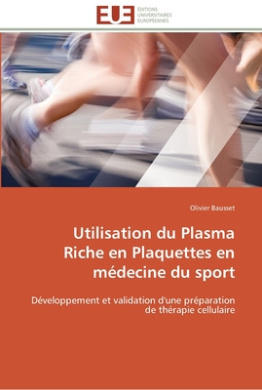 EUE
EDITIONS
UNIVERSITAIRES
EUROPEENNES
Olivier Bausset
Utilisation du Plasma
Riche en Plaquettes en
médecine du sport
Développement et validation d'une préparation
de thérapie cellulaire